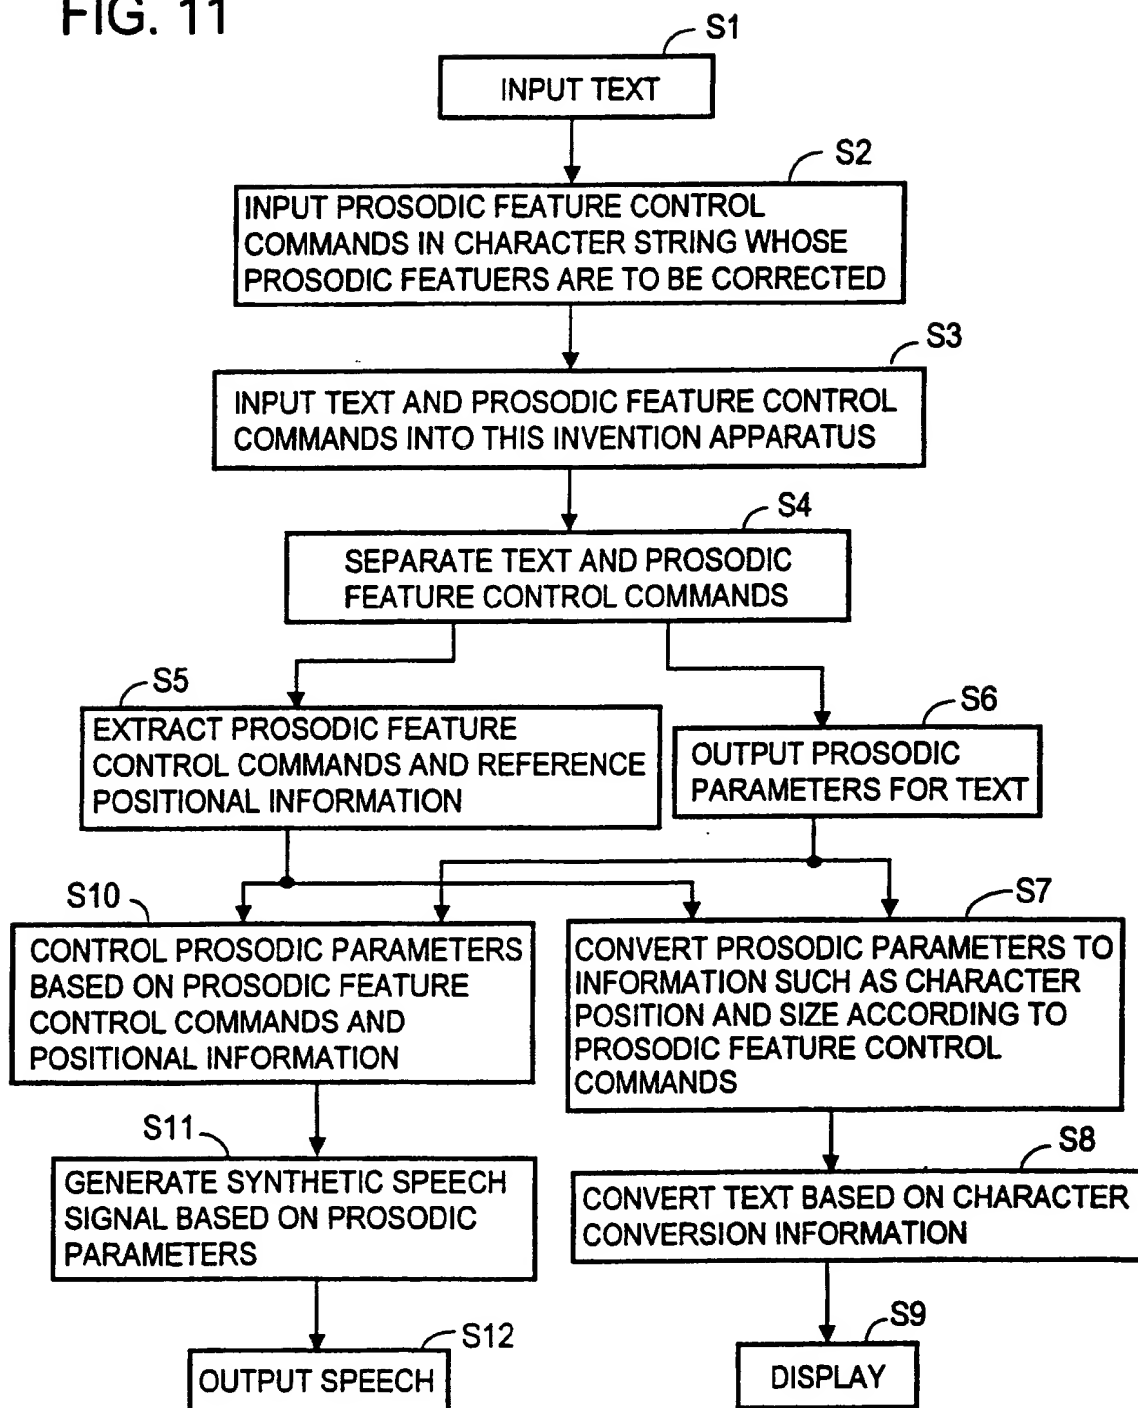 FIG. 11
S1
INPUT TEXT
S2
INPUT PROSODIC FEATURE CONTROL
COMMANDS IN CHARACTER STRING WHOSE
PROSODIC FEATUERS ARE TO BE CORRECTED
S3
INPUT TEXT AND PROSODIC FEATURE CONTROL
COMMANDS INTO THIS INVENTION APPARATUS
S4
SEPARATE TEXT AND PROSODIC
FEATURE CONTROL COMMANDS
S5
EXTRACT PROSODIC FEATURE
CONTROL COMMANDS AND REFERENCE
POSITIONAL INFORMATION
S6
OUTPUT PROSODIC
PARAMETERS FOR TEXT
S10
CONTROL PROSODIC PARAMETERS
BASED ON PROSODIC FEATURE
CONTROL COMMANDS AND
POSITIONAL INFORMATION
S7
CONVERT PROSODIC PARAMETERS TO
INFORMATION SUCH AS CHARACTER
POSITION AND SIZE ACCORDING TO
PROSODIC FEATURE CONTROL
COMMANDS
S11
GENERATE SYNTHETIC SPEECH
SIGNAL BASED ON PROSODIC
PARAMETERS
S8
CONVERT TEXT BASED ON CHARACTER
CONVERSION INFORMATION
S12
OUTPUT SPEECH
S9
DISPLAY